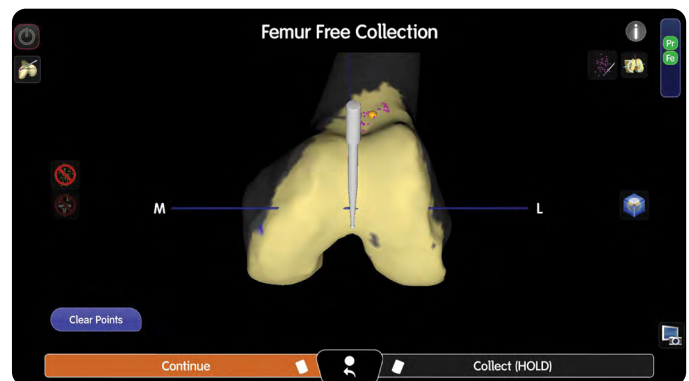 Femur Free Collection
i
Pr
Fe
M
L
Clear Points
Continue
Collect (HOLD)